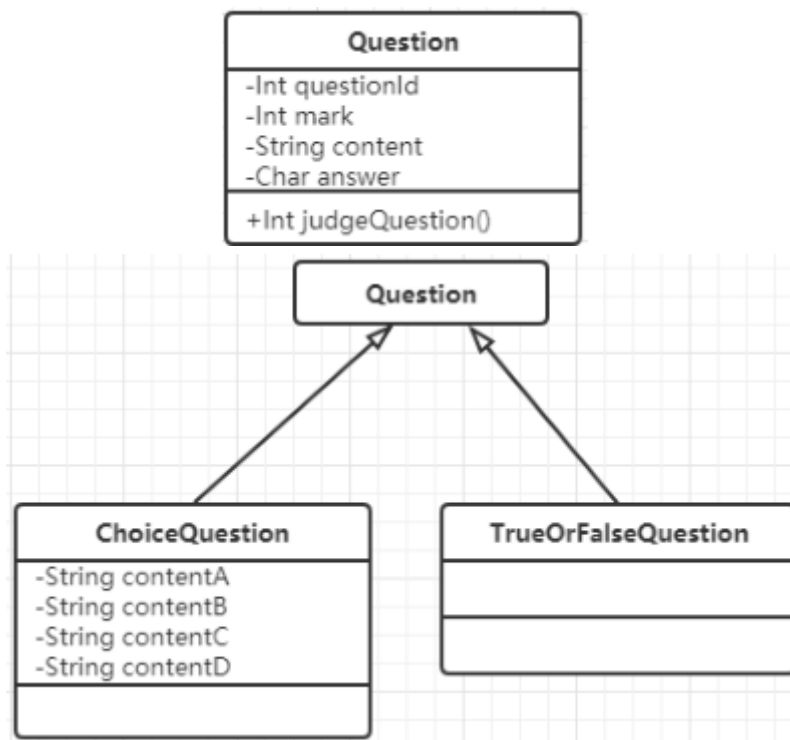 Question
-Int questionId
-Int mark
-String content
-Char answer
+Int judgeQuestion()
Question
ChoiceQuestion
-String contentA
-String contentB
-String contentC
-String contentD
TrueOrFalseQuestion